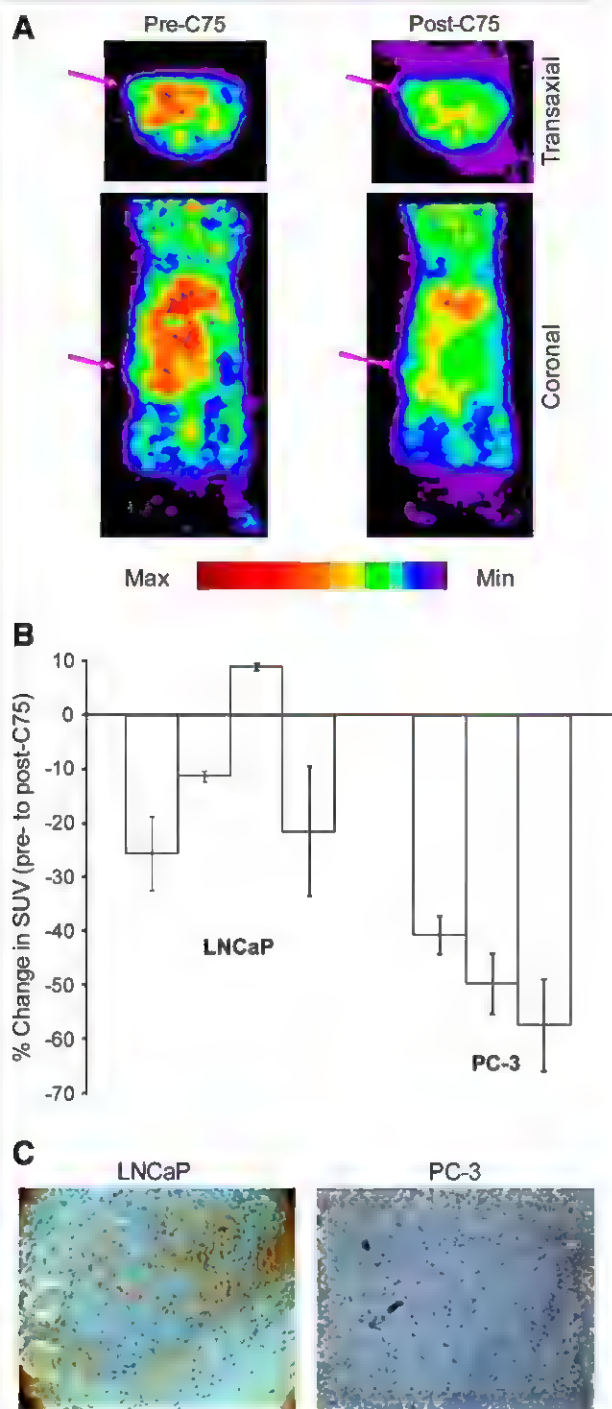 A
Pre-C75
Post-C75
Transaxial
Coronal
Max
Min
B
% Change in SUV (pre- to post-C75)
10
0
-10
-20
-30
-40
-50
-60
-70
LNCaP
PC-3
C
LNCaP
PC-3